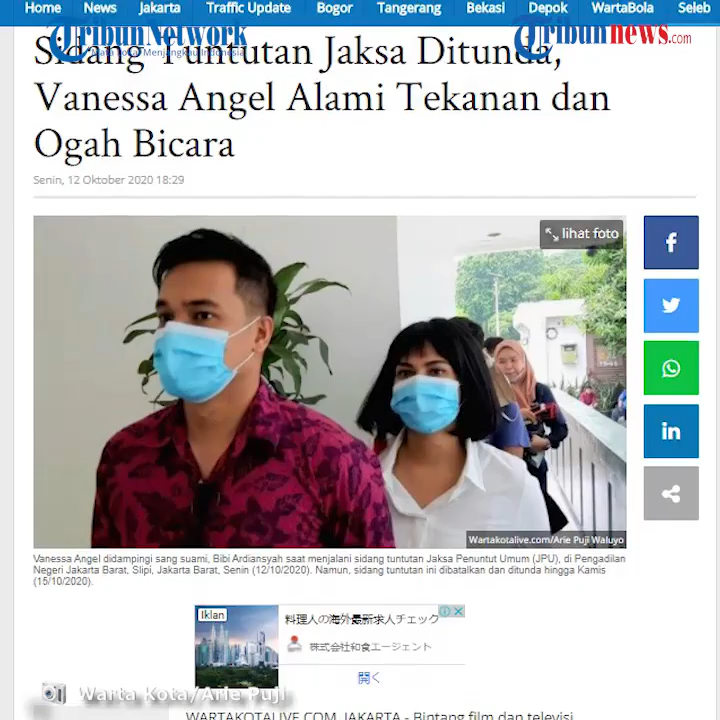 Home News Jakarta Traffic Update Bogor Tangerang Bekasi Depok WartaBola Seleb
TribunNetwork
Mata Lokal Menjangkau Indonesia
Tribunnews.com
Sidang Tuntutan Jaksa Ditunda,
Vanessa Angel Alami Tekanan dan
Ogah Bicara
Senin, 12 Oktober 2020 18:29
lihat foto
Wartakotalive.com/Arie Puji Waluyo
Vanessa Angel didampingi sang suami, Bibi Ardiansyah saat menjalani sidang tuntutan Jaksa Penuntut Umum (JPU), di Pengadilan
Negeri Jakarta Barat, Slipi, Jakarta Barat, Senin (12/10/2020). Namun, sidang tuntutan ini dibatalkan dan ditunda hingga Kamis
(15/10/2020).
Iklan
料理人の海外最新求人チェック
株式会社和食エージェント
開く
Warta Kota/Arie Puji
WARTAKOTALIVE.COM, JAKARTA - Bintang film dan televisi